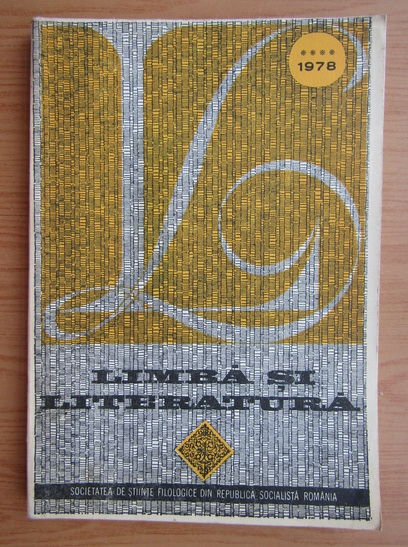 ****
1978
LIMBĂ ȘI
LITERATURĂ
SOCIETATEA DE ȘTIINȚE FILOLOGICE DIN REPUBLICA SOCIALISTĂ ROMÂNIA